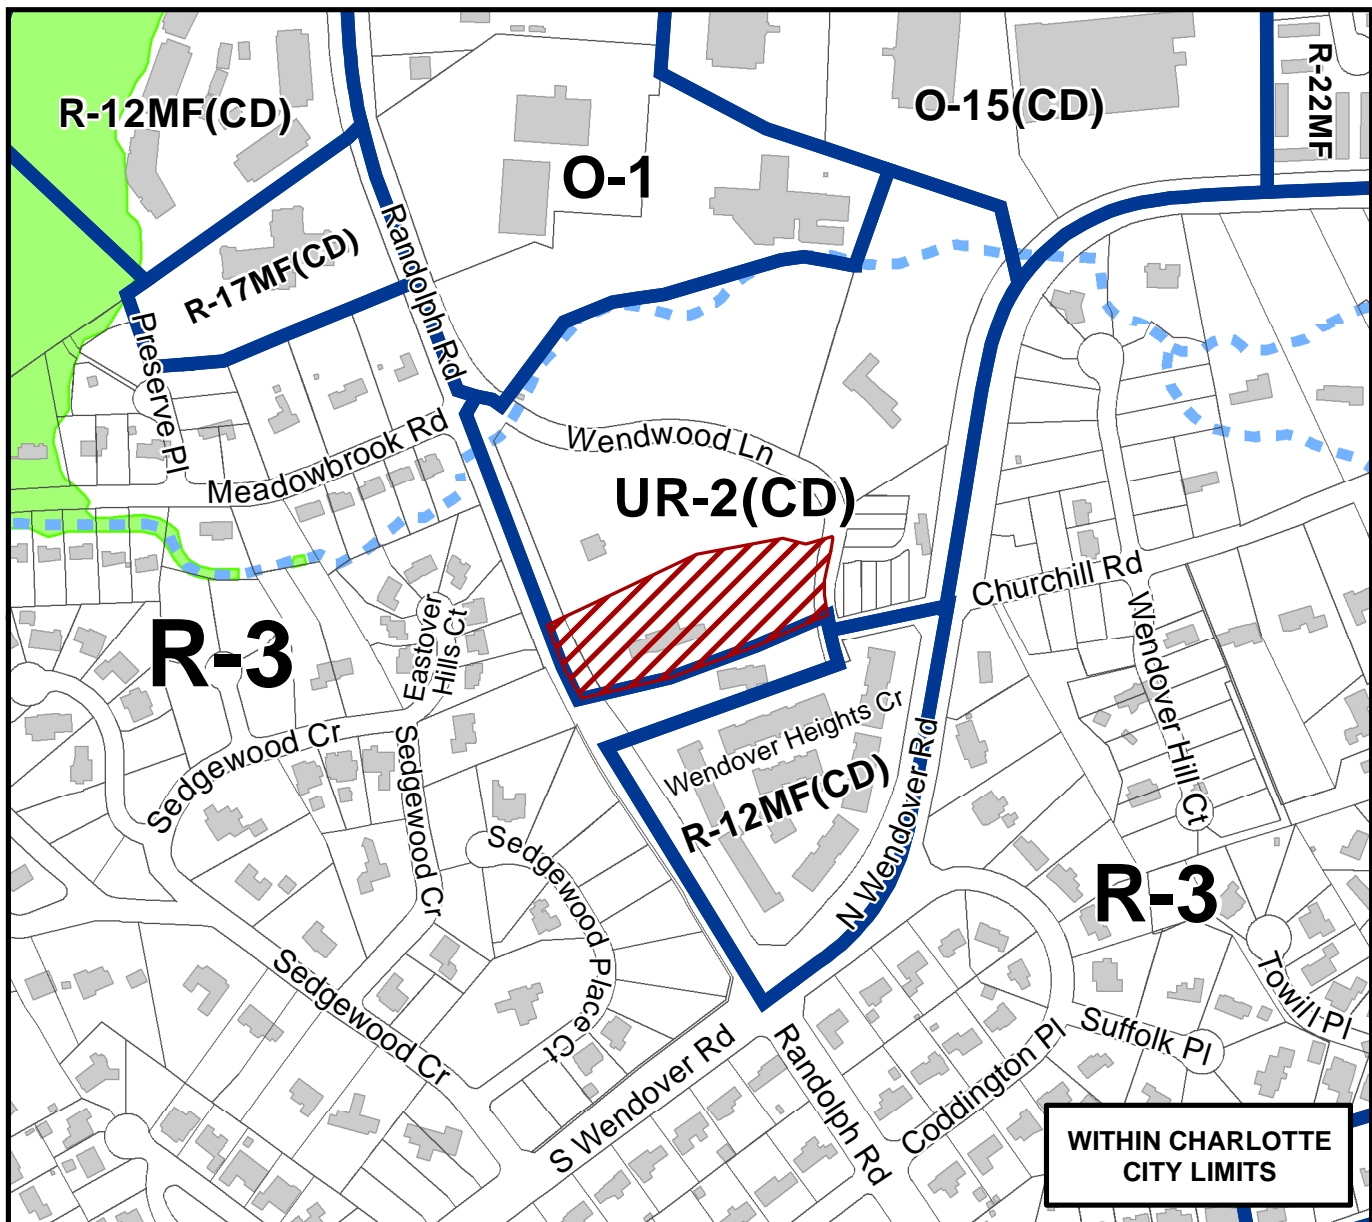 R-12MF(CD)
O-15(CD)
R-22MF
O-1
R-17MF(CD)
Randolph Rd
Preserve Pl
Meadowbrook Rd
Wendwood Ln
UR-2(CD)
Churchill Rd
R-3
Eastover
Hills Ct
Wendover Hill Ct
Sedgewood Cr
Sedgewood Cr
Wendover Heights Cr
R-12MF(CD)
N Wendover Rd
Sedgewood Place Ct
R-3
Sedgewood Cr
Towill Pl
Suffolk Pl
S Wendover Rd
Randolph Rd
Coddington Pl
WITHIN CHARLOTTE
CITY LIMITS